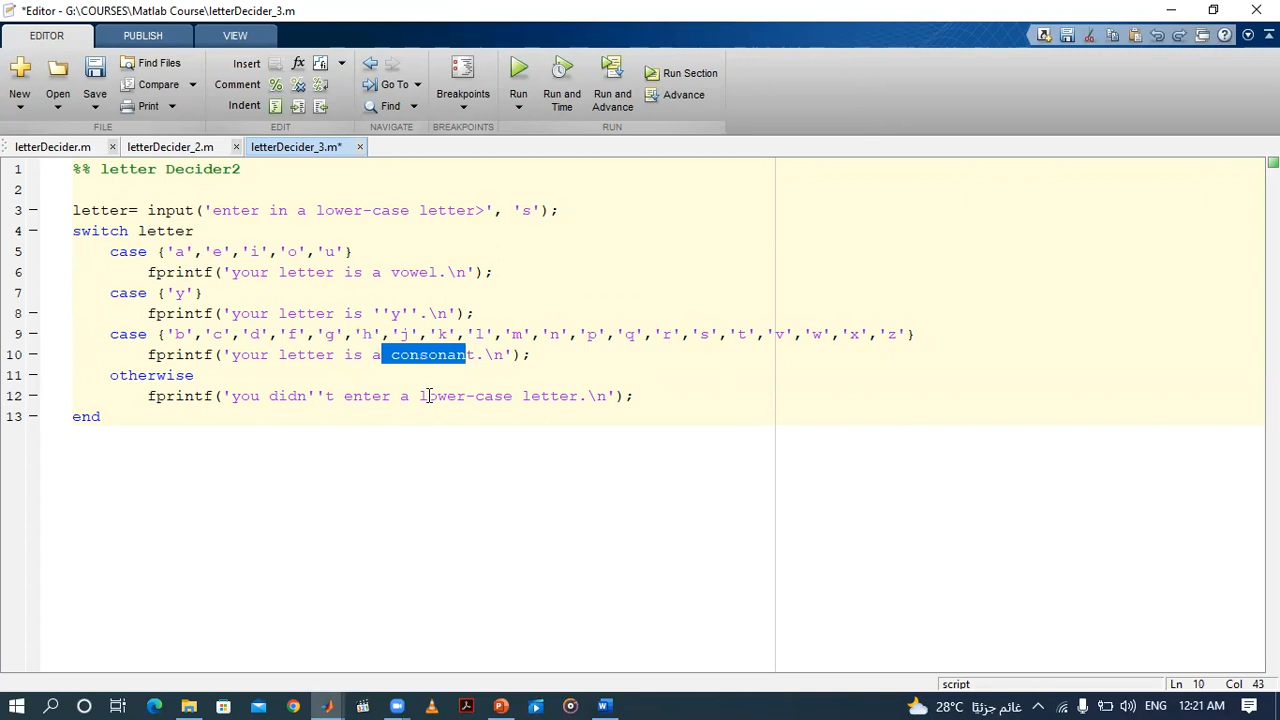 *Editor - G:\COURSES\Matlab Course\letterDecider_3.m
EDITOR PUBLISH VIEW
New Open Save Find Files Compare Print
Insert fx Comment Indent
Go To Find
Breakpoints
Run Run and Time Run and Advance Run Section Advance
FILE EDIT NAVIGATE BREAKPOINTS RUN
letterDecider.m letterDecider_2.m letterDecider_3.m*
1 %% letter Decider2
2
3 letter= input('enter in a lower-case letter>', 's');
4 switch letter
5 case {'a','e','i','o','u'}
6 fprintf('your letter is a vowel.\n');
7 case {'y'}
8 fprintf('your letter is ''y''.\n');
9 case {'b','c','d','f','g','h','j','k','l','m','n','p','q','r','s','t','v','w','x','z'}
10 fprintf('your letter is a consonant.\n');
11 otherwise
12 fprintf('you didn''t enter a lower-case letter.\n');
13 end
script Ln 10 Col 43
28°C غائم جزئيًا ENG 12:21 AM